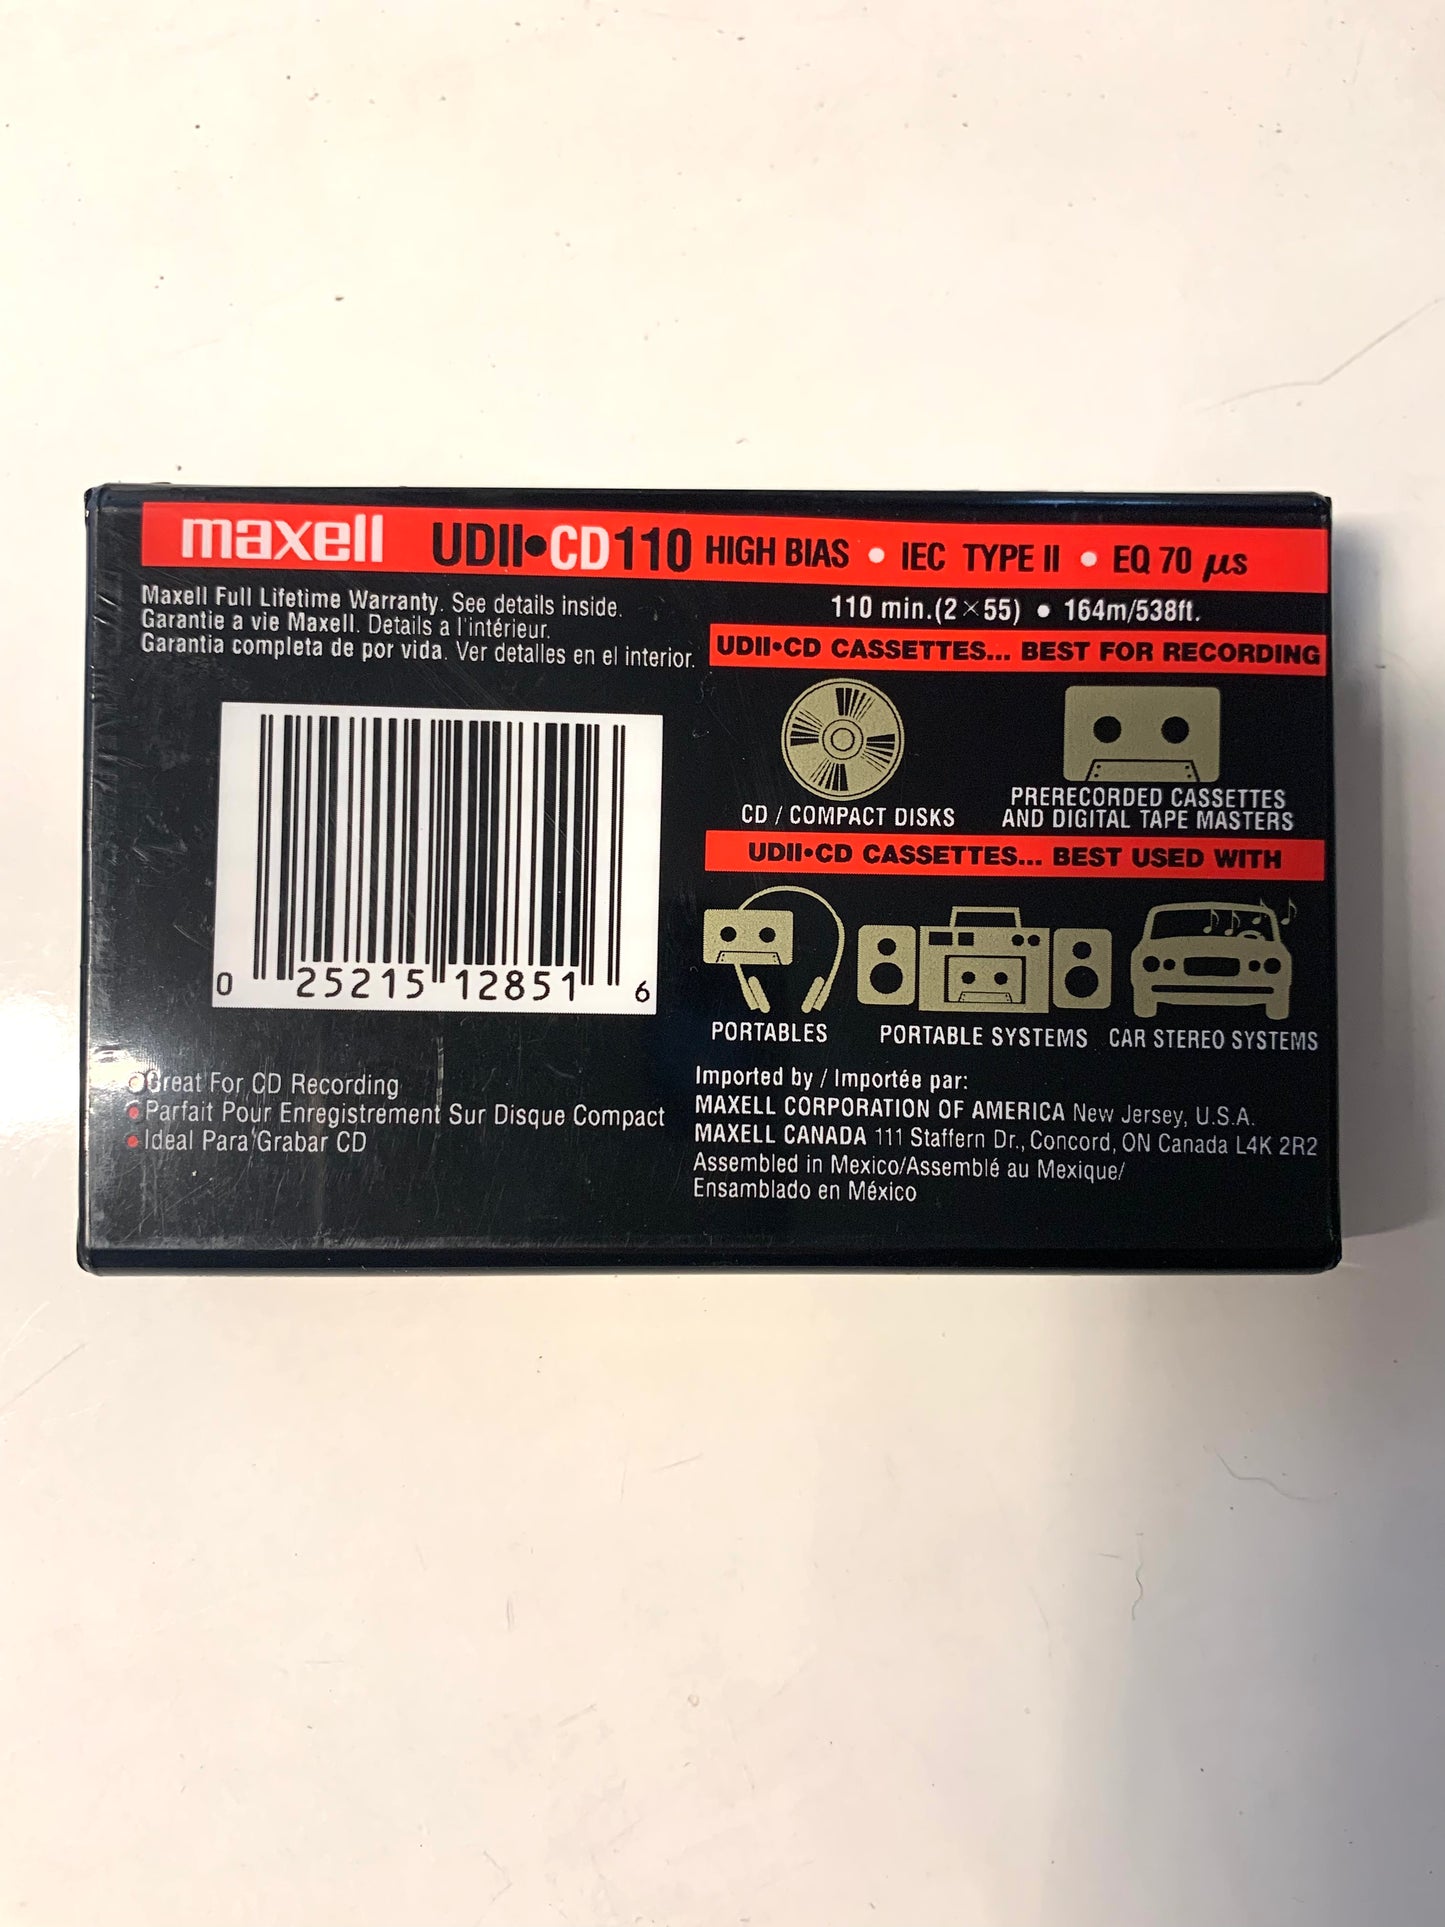 maxell UDII•CD110 HIGH BIAS • IEC TYPE II • EQ 70 µs
Maxell Full Lifetime Warranty. See details inside.
Garantie a vie Maxell. Details a l'intérieur.
Garantia completa de por vida. Ver detalles en el interior.
110 min.(2×55) • 164m/538ft.
UDII•CD CASSETTES... BEST FOR RECORDING
CD / COMPACT DISKS
PRERECORDED CASSETTES
AND DIGITAL TAPE MASTERS
UDII•CD CASSETTES... BEST USED WITH
PORTABLES
PORTABLE SYSTEMS
CAR STEREO SYSTEMS
0 25215 12851 6
• Great For CD Recording
• Parfait Pour Enregistrement Sur Disque Compact
• Ideal Para Grabar CD
Imported by / Importée par:
MAXELL CORPORATION OF AMERICA New Jersey, U.S.A.
MAXELL CANADA 111 Staffern Dr., Concord, ON Canada L4K 2R2
Assembled in Mexico/Assemblé au Mexique/
Ensamblado en México